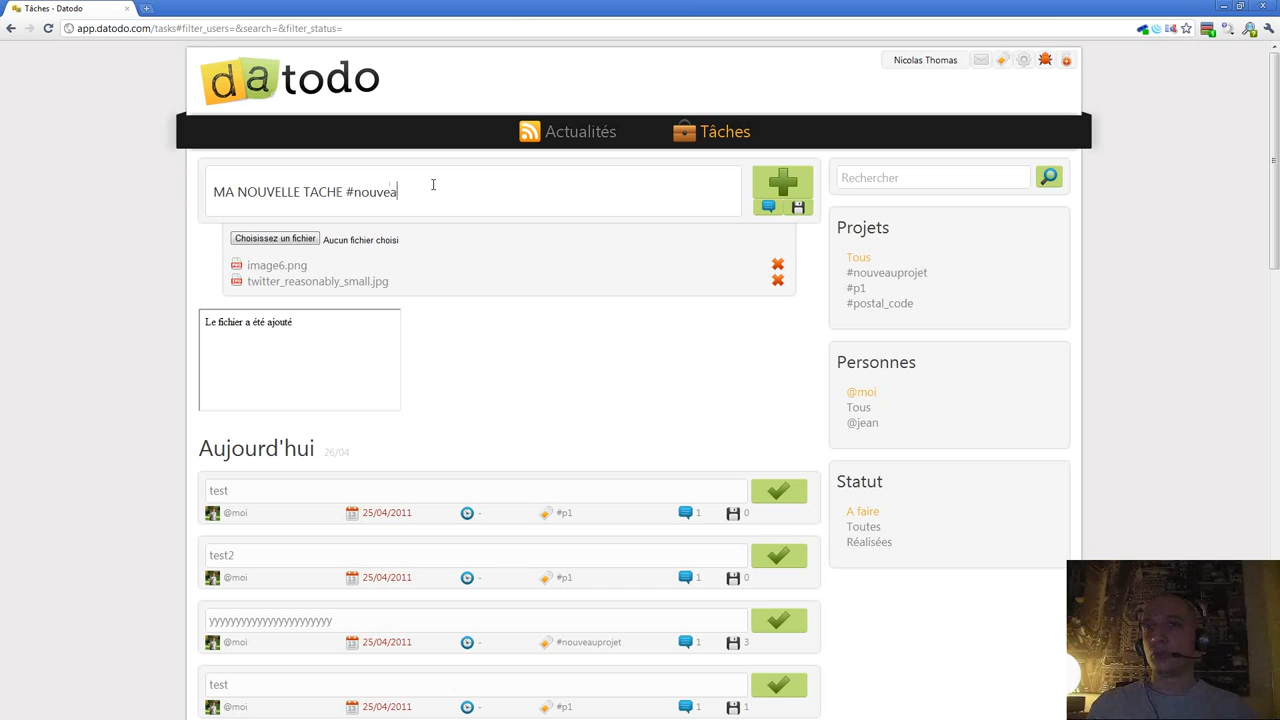 Tâches - Datodo
app.datodo.com/tasks#filter_users=&search=&filter_status=
datodo
Nicolas Thomas
Actualités
Tâches
MA NOUVELLE TACHE #nouvea
Rechercher
Choisissez un fichier Aucun fichier choisi
image6.png
twitter_reasonably_small.jpg
Le fichier a été ajouté
Projets
Tous
#nouveauprojet
#p1
#postal_code
Personnes
@moi
Tous
@jean
Statut
A faire
Toutes
Réalisées
Aujourd'hui 26/04
test
@moi 25/04/2011 - #p1 1 0
test2
@moi 25/04/2011 - #p1 1 0
@moi 25/04/2011 - #nouveauprojet 1 3
test
@moi 25/04/2011 - #p1 1 1